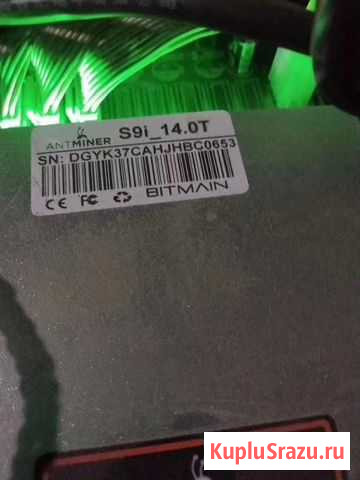 ANTMINER S9i_14.0T
SN: DGYK37CAHJHBC0653
CE FC BITMAIN
KupluSrazu.ru